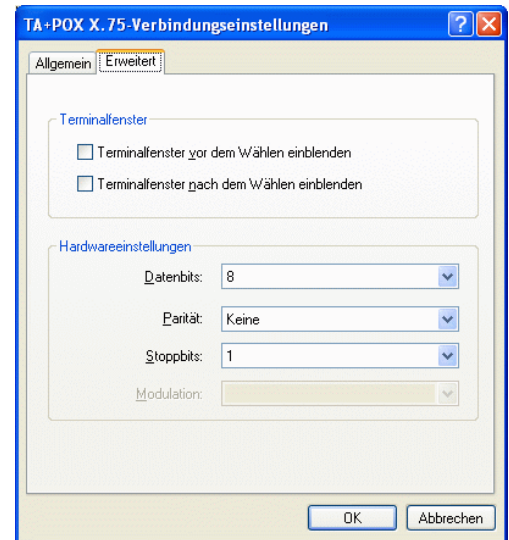 TA+POX X.75-Verbindungseinstellungen
Allgemein Erweitert
Terminalfenster
Terminalfenster vor dem Wählen einblenden
Terminalfenster nach dem Wählen einblenden
Hardwareeinstellungen
Datenbits: 8
Parität: Keine
Stoppbits: 1
Modulation:
OK Abbrechen